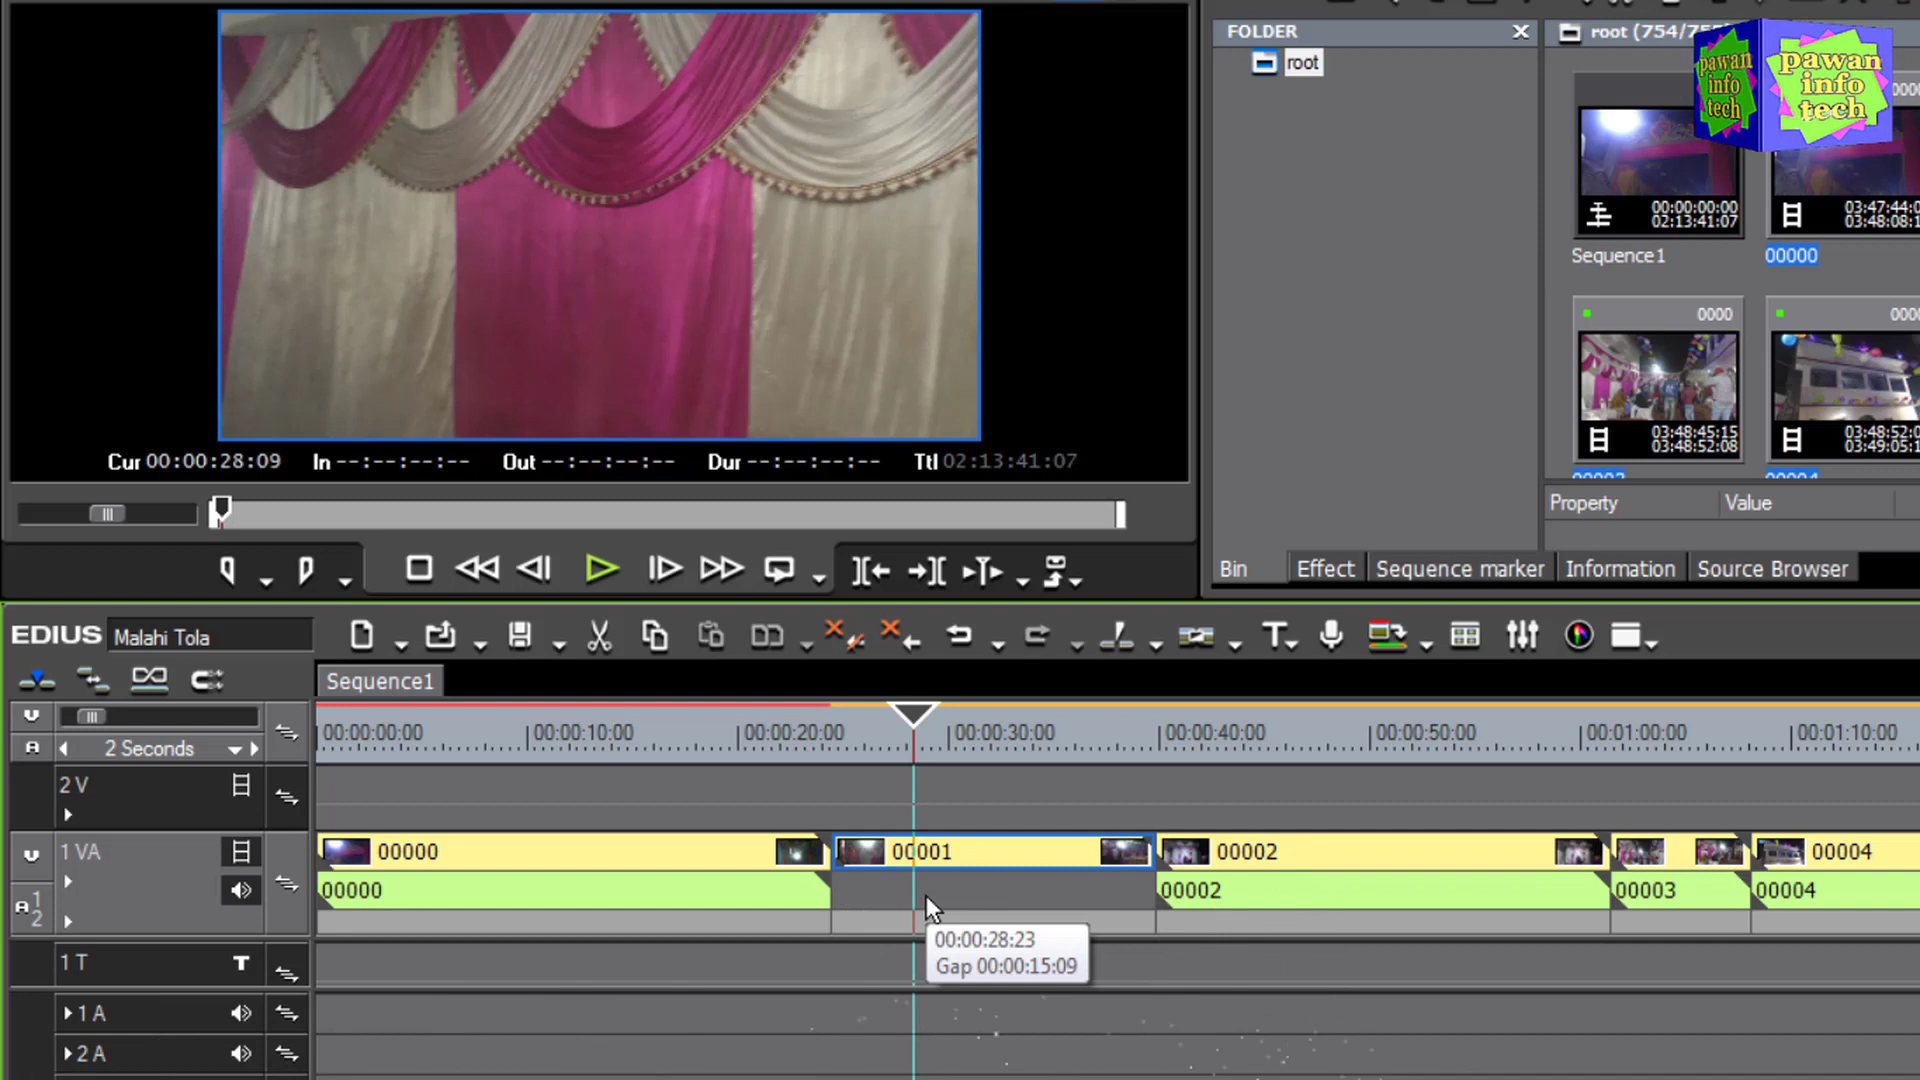 FOLDER
root
root (754/75
pawan
info
tech
pawan
info
tech
00:00:00:00
02:13:41:07
Sequence1
03:47:44:0
03:48:08:1
00000
0000
03:48:45:15
03:48:52:08
03:48:52:0
03:49:05:1
Cur 00:00:28:09 In --:--:--:-- Out --:--:--:-- Dur --:--:--:-- Ttl 02:13:41:07
Property Value
Bin Effect Sequence marker Information Source Browser
EDIUS Malahi Tola
Sequence1
2 Seconds
00:00:00:00 00:00:10:00 00:00:20:00 00:00:30:00 00:00:40:00 00:00:50:00 00:01:00:00 00:01:10:00
2 V
1 VA
00000 00001 00002 00004
00000 00002 00003 00004
A 1
2
00:00:28:23
Gap 00:00:15:09
1 T T
1 A
2 A